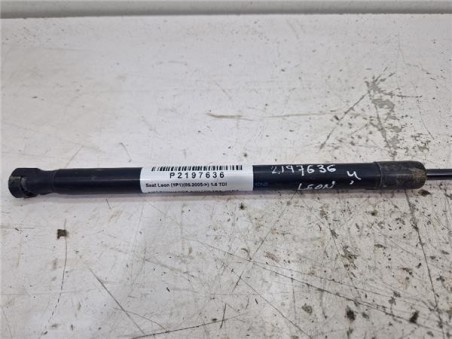 P2197636
Seat Leon (1P1)(05.2005->) 1.6 TDI
2197636
LEON